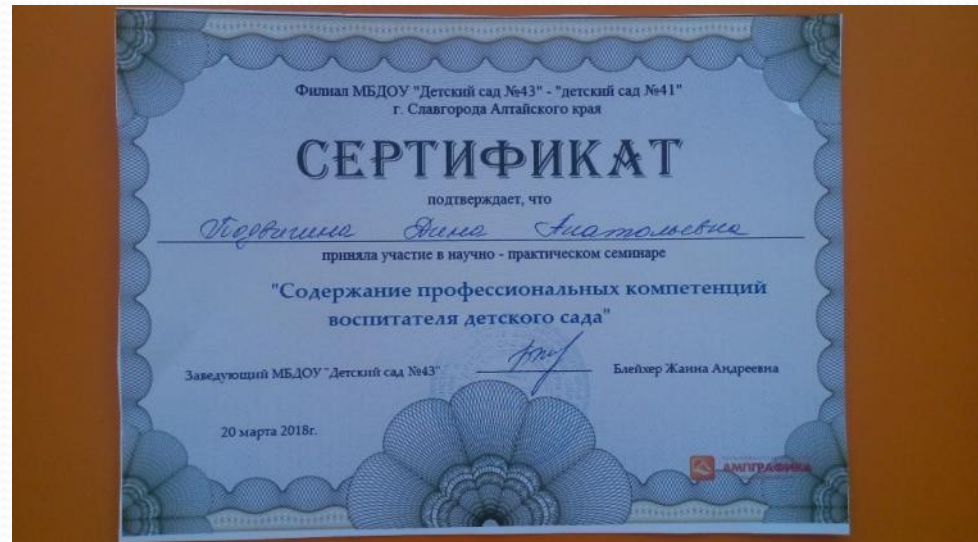 Филиал МБДОУ "Детский сад №43" - "детский сад №41"
г. Славгорода Алтайского края
СЕРТИФИКАТ
подтверждает, что
Подвигина Дина Анатольевна
приняла участие в научно - практическом семинаре
"Содержание профессиональных компетенций
воспитателя детского сада"
Заведующий МБДОУ "Детский сад №43" Блейхер Жанна Андреевна
20 марта 2018г.
АМПГРАФИКА